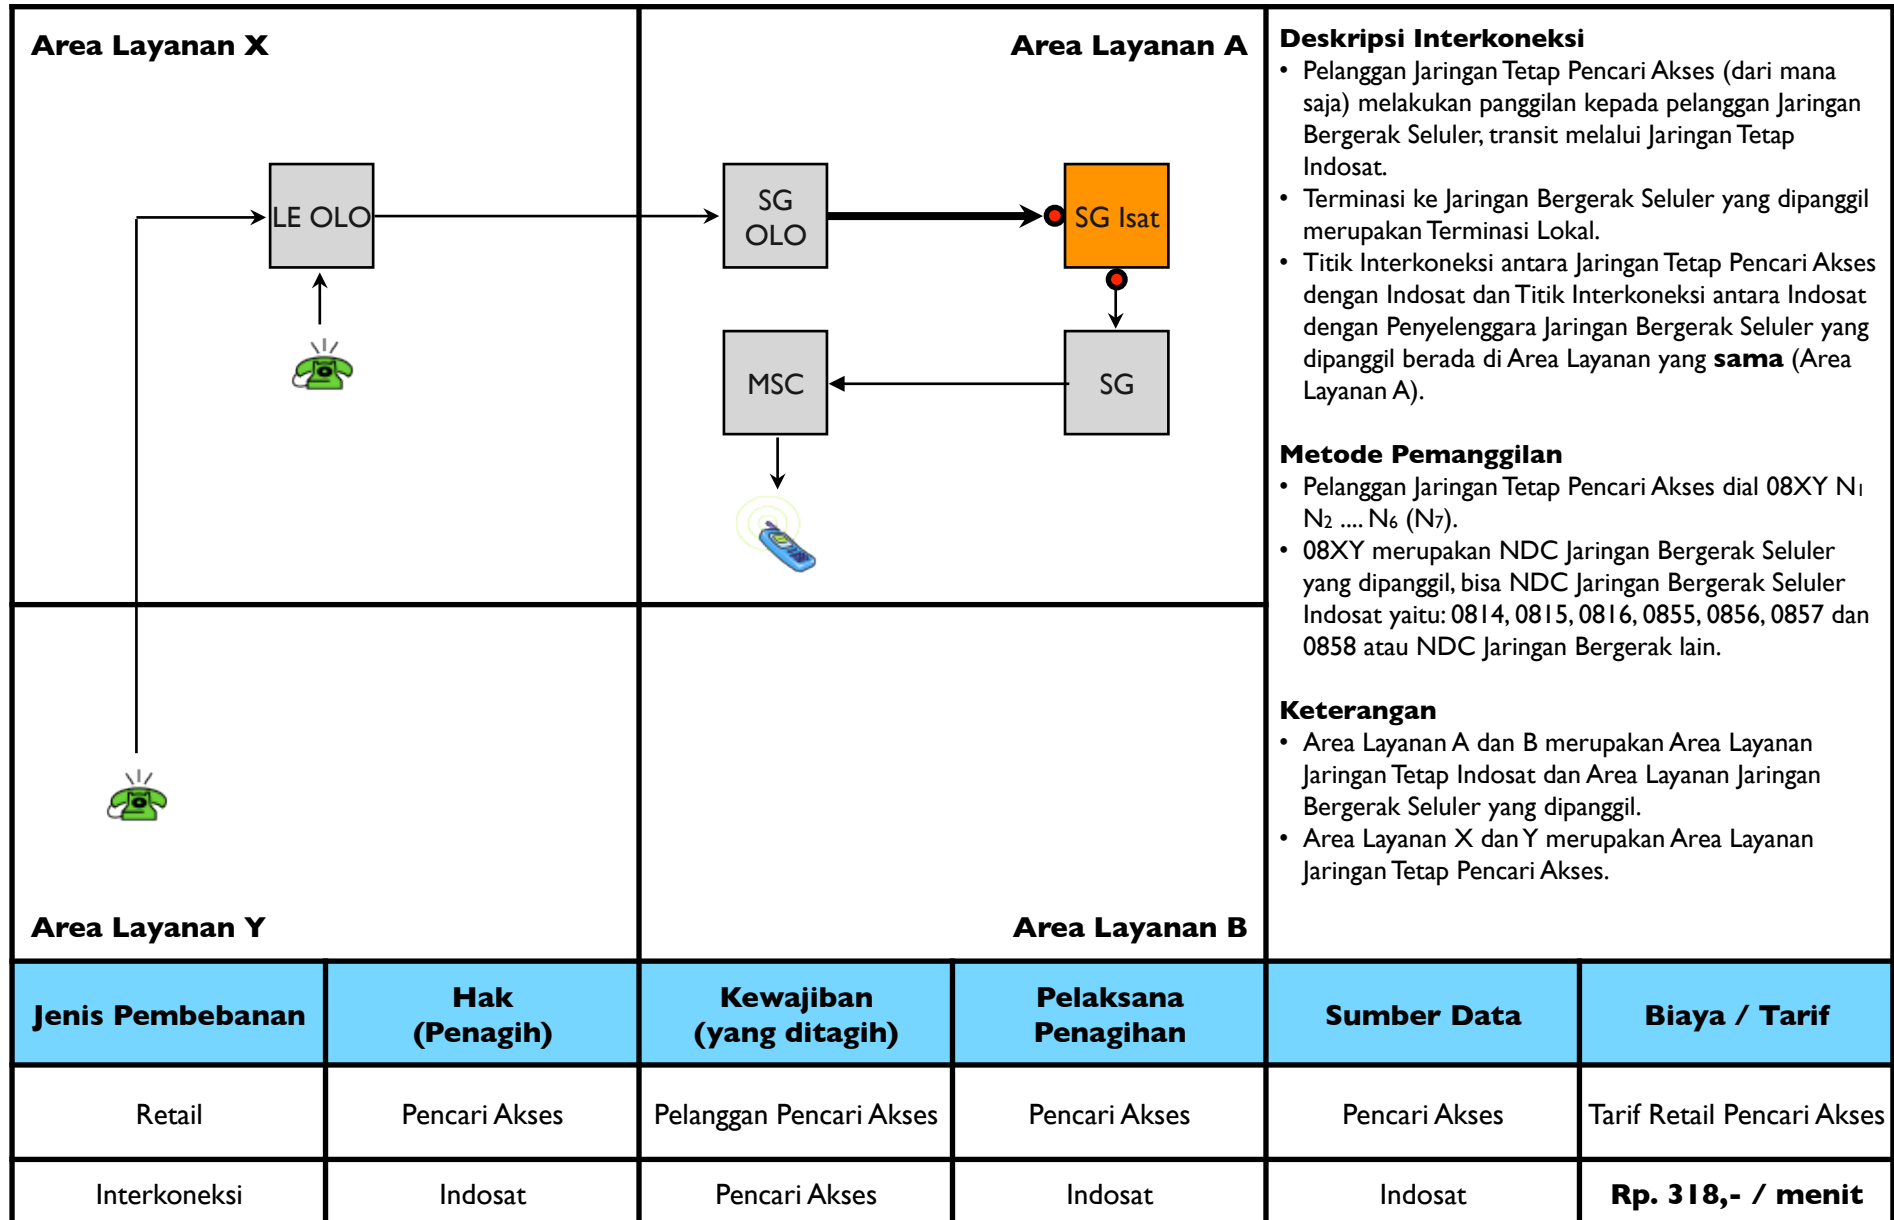 Area Layanan X
Area Layanan A
LE OLO
SG
OLO
SG Isat
MSC
SG
Area Layanan Y
Area Layanan B
Deskripsi Interkoneksi
• Pelanggan Jaringan Tetap Pencari Akses (dari mana
saja) melakukan panggilan kepada pelanggan Jaringan
Bergerak Seluler, transit melalui Jaringan Tetap
Indosat.
• Terminasi ke Jaringan Bergerak Seluler yang dipanggil
merupakan Terminasi Lokal.
• Titik Interkoneksi antara Jaringan Tetap Pencari Akses
dengan Indosat dan Titik Interkoneksi antara Indosat
dengan Penyelenggara Jaringan Bergerak Seluler yang
dipanggil berada di Area Layanan yang sama (Area
Layanan A).
Metode Pemanggilan
• Pelanggan Jaringan Tetap Pencari Akses dial 08XY N1
N2 .... N6 (N7).
• 08XY merupakan NDC Jaringan Bergerak Seluler
yang dipanggil, bisa NDC Jaringan Bergerak Seluler
Indosat yaitu: 0814, 0815, 0816, 0855, 0856, 0857 dan
0858 atau NDC Jaringan Bergerak lain.
Keterangan
• Area Layanan A dan B merupakan Area Layanan
Jaringan Tetap Indosat dan Area Layanan Jaringan
Bergerak Seluler yang dipanggil.
• Area Layanan X dan Y merupakan Area Layanan
Jaringan Tetap Pencari Akses.
Jenis Pembebanan
Hak
(Penagih)
Kewajiban
(yang ditagih)
Pelaksana
Penagihan
Sumber Data
Biaya / Tarif
Retail
Pencari Akses
Pelanggan Pencari Akses
Pencari Akses
Pencari Akses
Tarif Retail Pencari Akses
Interkoneksi
Indosat
Pencari Akses
Indosat
Indosat
Rp. 318,- / menit